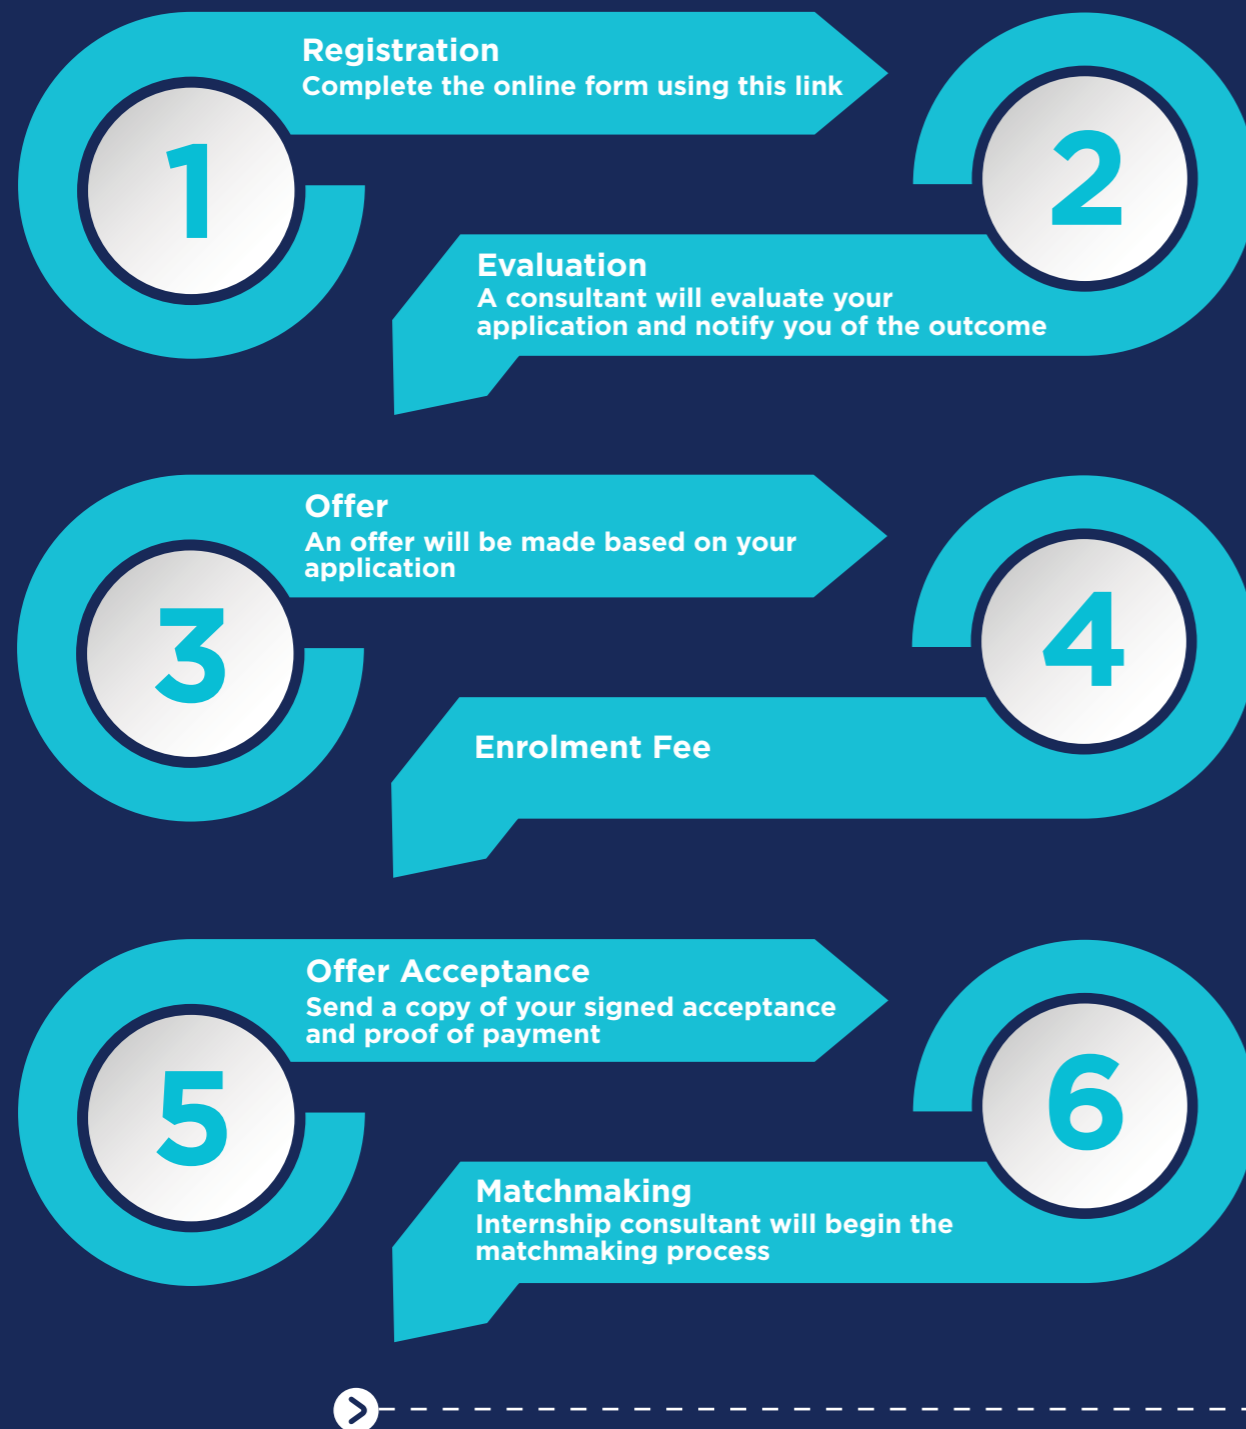 1
Registration
Complete the online form using this link
2
Evaluation
A consultant will evaluate your
application and notify you of the outcome
3
Offer
An offer will be made based on your
application
4
Enrolment Fee
5
Offer Acceptance
Send a copy of your signed acceptance
and proof of payment
6
Matchmaking
Internship consultant will begin the
matchmaking process